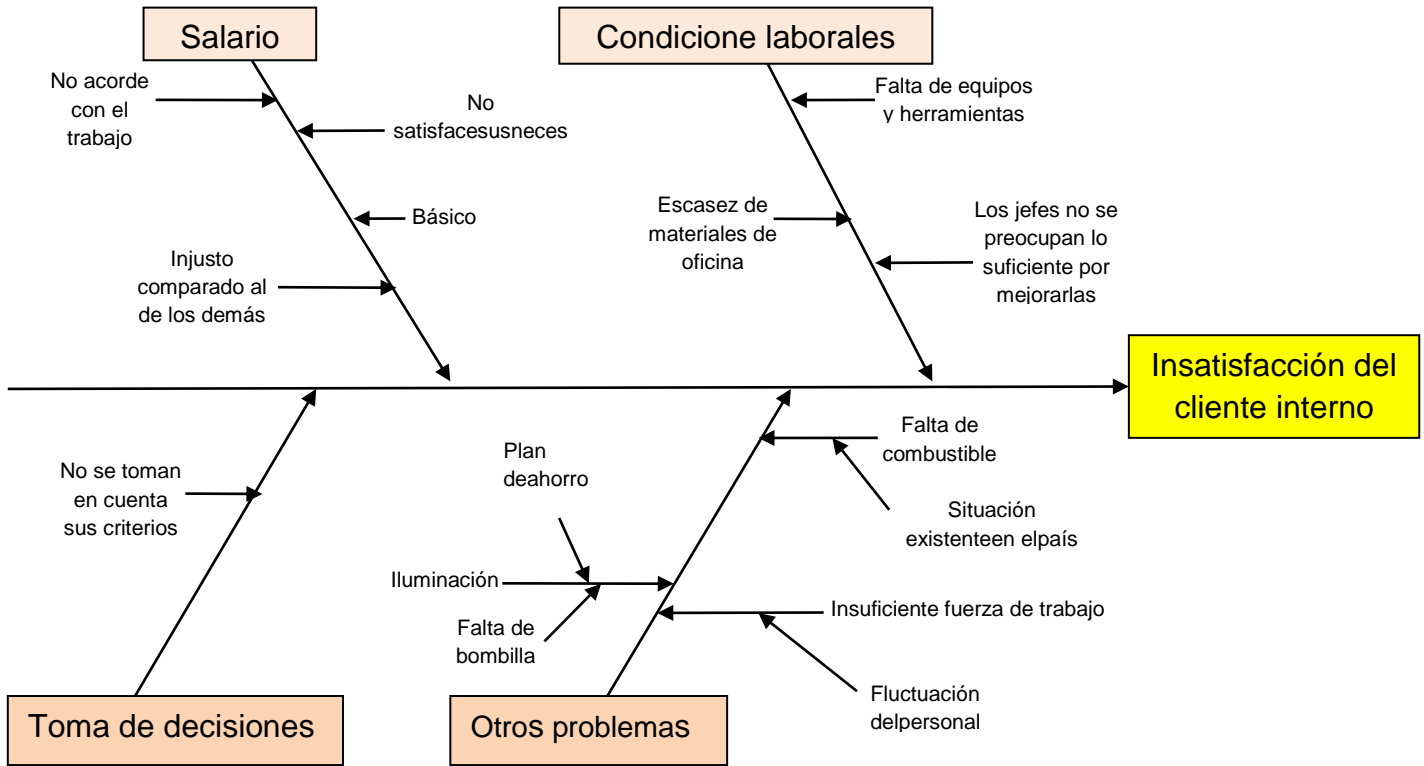 Salario
Condicione laborales
No acorde
con el
trabajo
No
satisfacesusneces
Básico
Injusto
comparado al
de los demás
Falta de equipos
y herramientas
Escasez de
materiales de
oficina
Los jefes no se
preocupan lo
suficiente por
mejorarlas
Insatisfacción del
cliente interno
No se toman
en cuenta
sus criterios
Plan
deahorro
Iluminación
Falta de
bombilla
Falta de
combustible
Situación
existenteen elpaís
Insuficiente fuerza de trabajo
Fluctuación
delpersonal
Toma de decisiones
Otros problemas